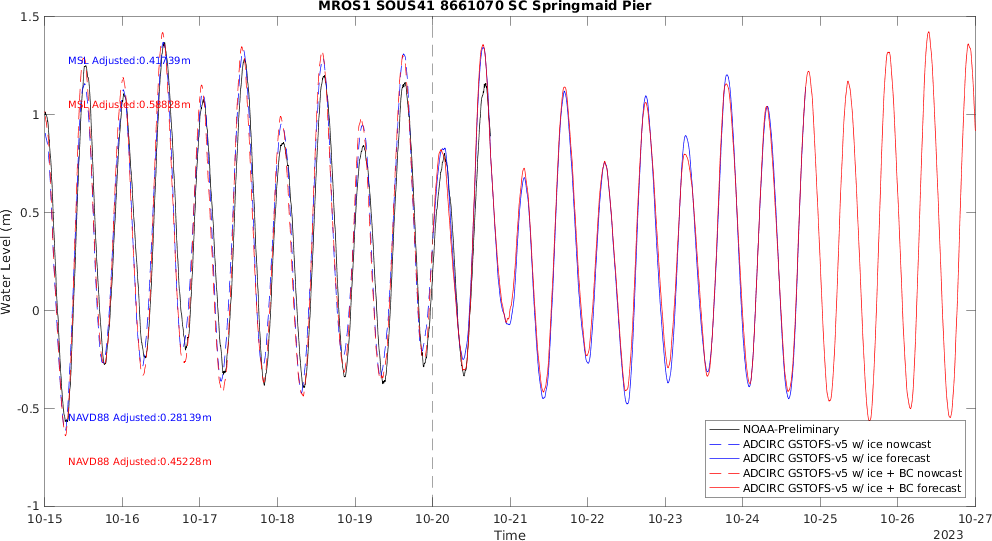 MROS1 SOUS41 8661070 SC Springmaid Pier
1.5
1
0.5
0
-0.5
-1
Water Level (m)
MSL Adjusted:0.41739m
MSL Adjusted:0.58828m
NAVD88 Adjusted:0.28139m
NAVD88 Adjusted:0.45228m
NOAA-Preliminary
ADCIRC GSTOFS-v5 w/ ice nowcast
ADCIRC GSTOFS-v5 w/ ice forecast
ADCIRC GSTOFS-v5 w/ ice + BC nowcast
ADCIRC GSTOFS-v5 w/ ice + BC forecast
10-15 10-16 10-17 10-18 10-19 10-20 10-21 10-22 10-23 10-24 10-25 10-26 10-27
Time
2023